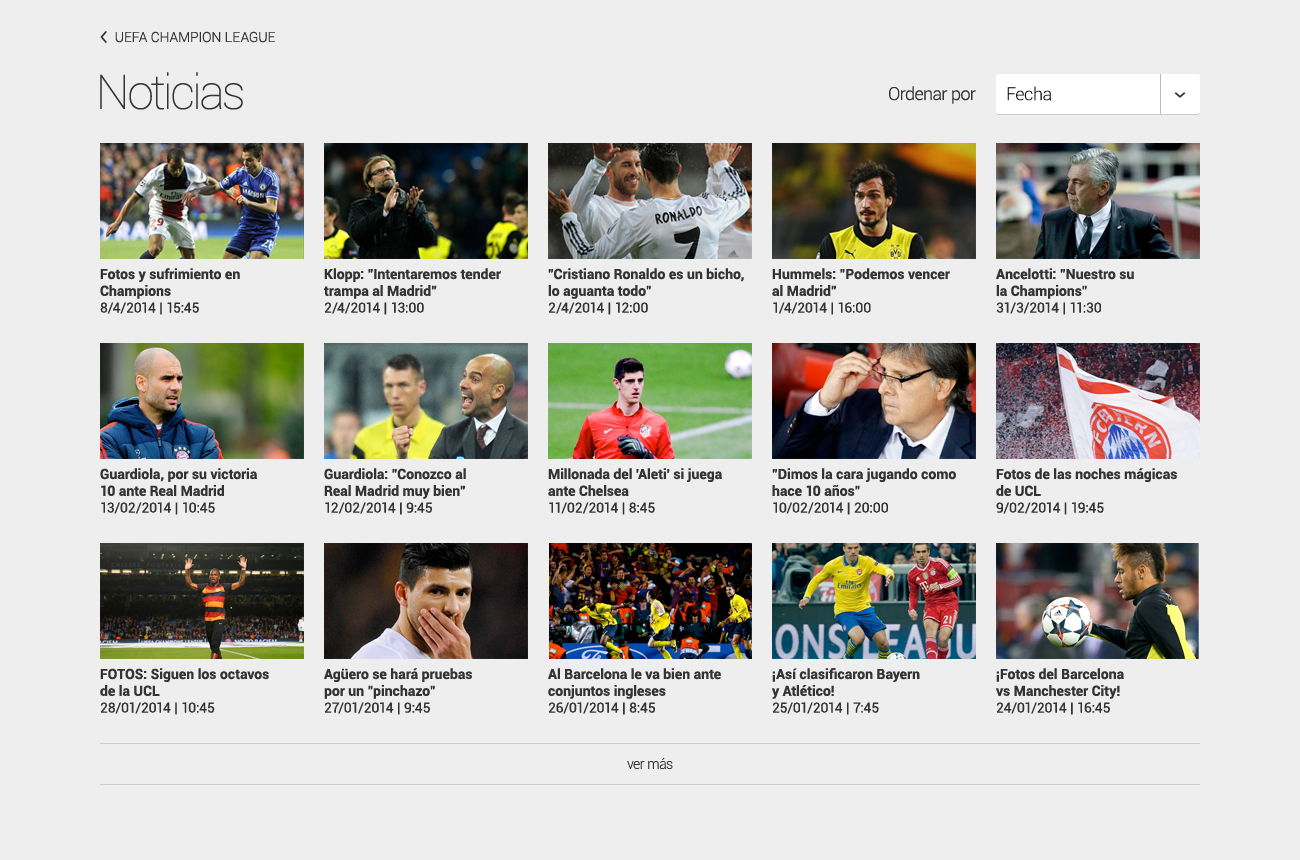 UEFA CHAMPION LEAGUE
Noticias
Ordenar por
Fecha
Fotos y sufrimiento en
Champions
8/4/2014 | 15:45
Klopp: "Intentaremos tender
trampa al Madrid"
2/4/2014 | 13:00
RONALDO
7
"Cristiano Ronaldo es un bicho,
lo aguanta todo"
2/4/2014 | 12:00
Hummels: "Podemos vencer
al Madrid"
1/4/2014 | 16:00
Ancelotti: "Nuestro su
la Champions"
31/3/2014 | 11:30
Guardiola, por su victoria
10 ante Real Madrid
13/02/2014 | 10:45
Guardiola: "Conozco al
Real Madrid muy bien"
12/02/2014 | 9:45
Millonada del 'Aleti' si juega
ante Chelsea
11/02/2014 | 8:45
"Dimos la cara jugando como
hace 10 años"
10/02/2014 | 20:00
FCB
ERN
Fotos de las noches mágicas
de UCL
9/02/2014 | 19:45
FOTOS: Siguen los octavos
de la UCL
28/01/2014 | 10:45
Agüero se hará pruebas
por un "pinchazo"
27/01/2014 | 9:45
Al Barcelona le va bien ante
conjuntos ingleses
26/01/2014 | 8:45
ONS LEAGU
21
¡Así clasificaron Bayern
y Atlético!
25/01/2014 | 7:45
¡Fotos del Barcelona
vs Manchester City!
24/01/2014 | 16:45
ver más